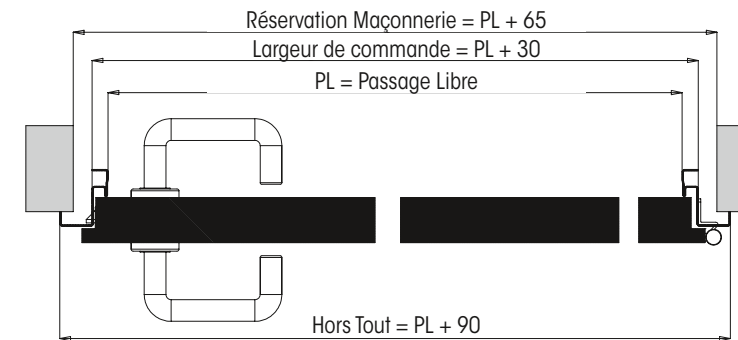 Réservation Maçonnerie = PL + 65
Largeur de commande = PL + 30
PL = Passage Libre
Hors Tout = PL + 90